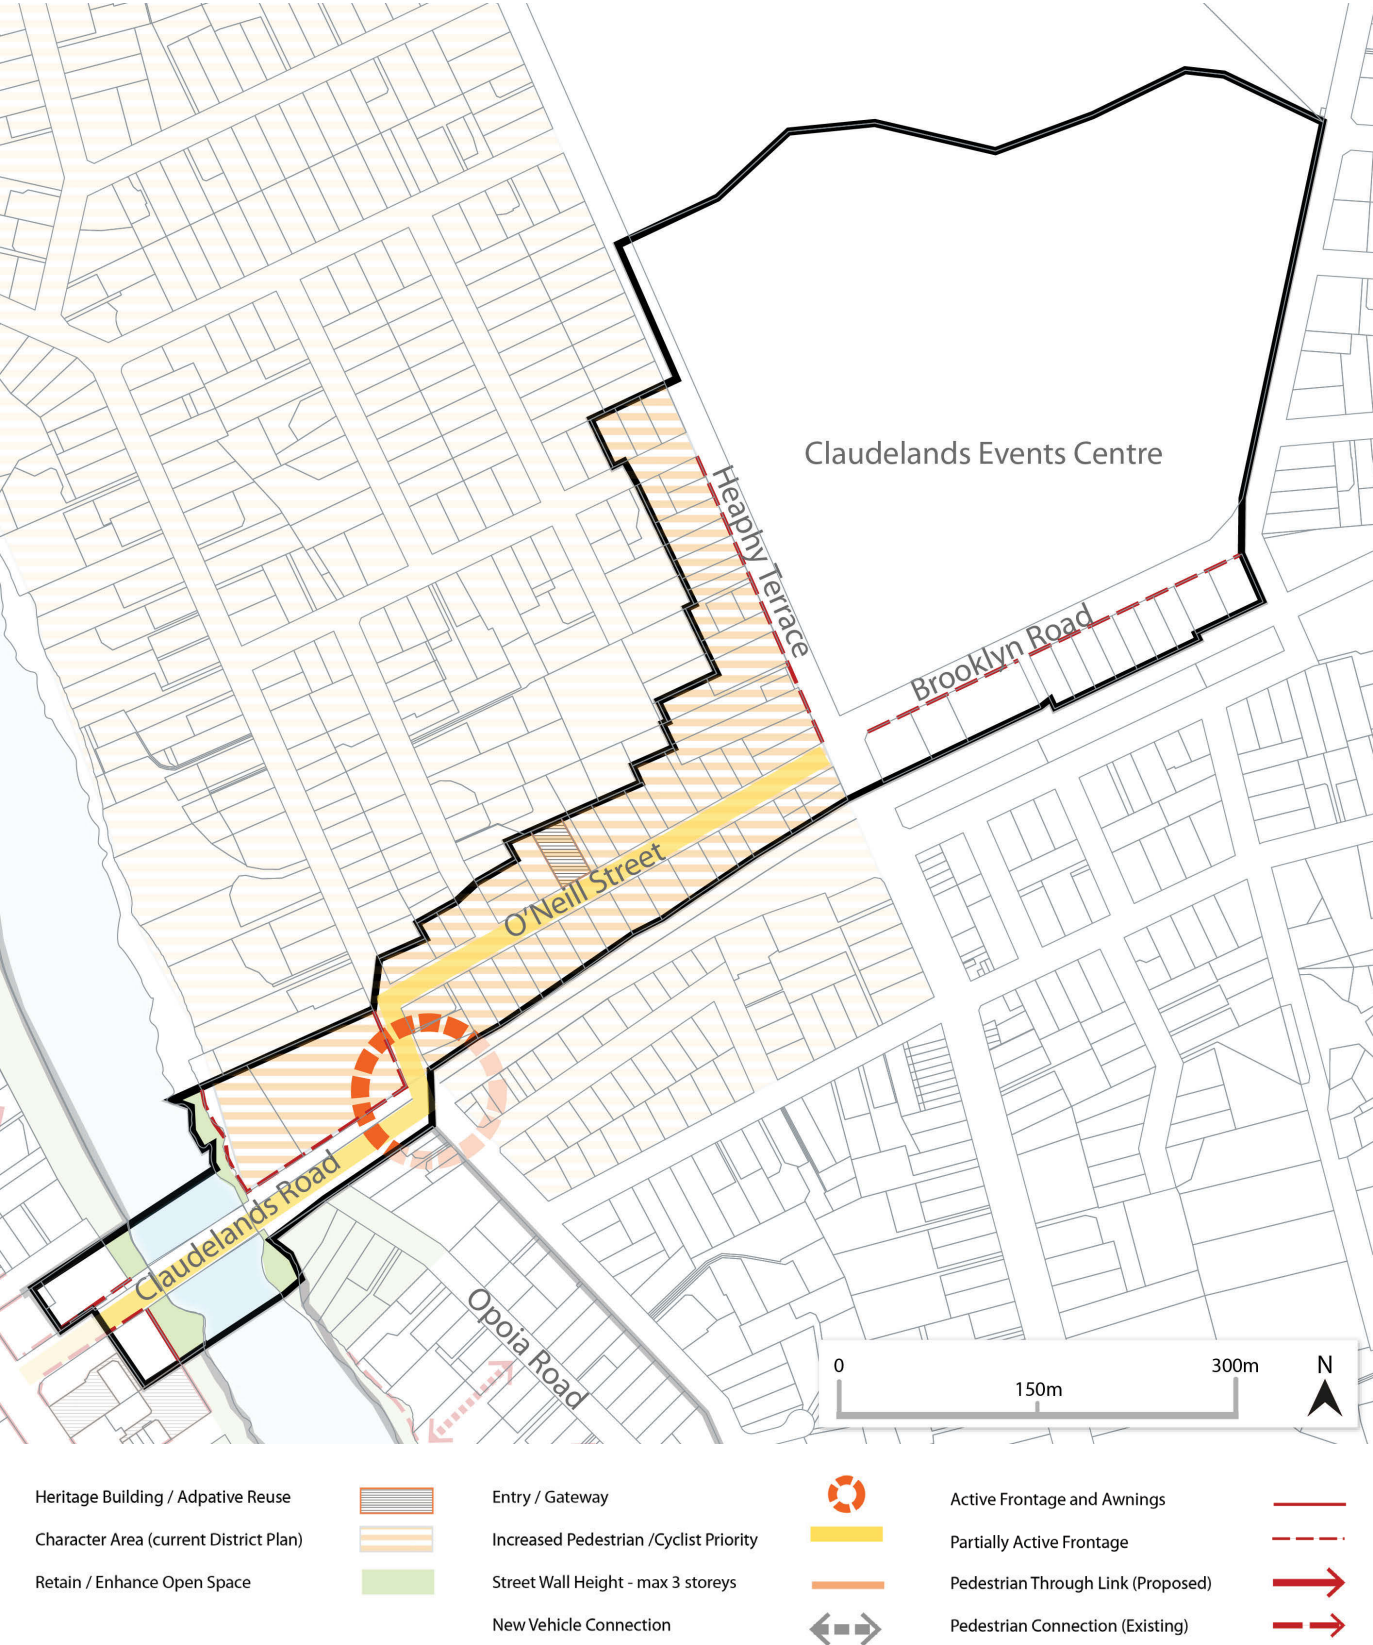 Claudelands Events Centre
Heaphy Terrace
Brooklyn Road
O'Neill Street
Claudelands Road
Opoia Road
0
300m
N
150m
Heritage Building / Adpative Reuse
Character Area (current District Plan)
Retain / Enhance Open Space
Entry / Gateway
Increased Pedestrian /Cyclist Priority
Street Wall Height - max 3 storeys
New Vehicle Connection
Active Frontage and Awnings
Partially Active Frontage
Pedestrian Through Link (Proposed)
Pedestrian Connection (Existing)